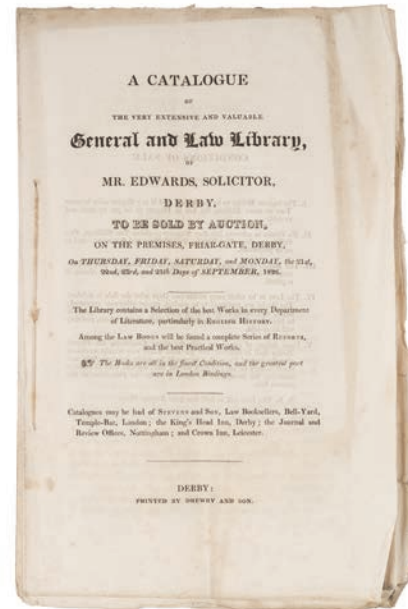 A CATALOGUE
OF
THE VERY EXTENSIVE AND VALUABLE
General and Law Library,
OF
MR. EDWARDS, SOLICITOR,
DERBY,
TO BE SOLD BY AUCTION,
ON THE PREMISES, FRIAR-GATE, DERBY,
On THURSDAY, FRIDAY, SATURDAY, and MONDAY, the 21st,
22nd, 23rd, and 25th Days of SEPTEMBER, 1826.
The Library contains a Selection of the best Works in every Department
of Literature, particularly in ENGLISH HISTORY.
Among the LAW BOOKS will be found a complete Series of REPORTS,
and the best Practical Works.
The Books are all in the finest Condition, and the greatest part
are in London Bindings.
Catalogues may be had of STEVENS and SON, Law Booksellers, Bell-Yard,
Temple-Bar, London; the King's Head Inn, Derby; the Journal and
Review Offices, Nottingham; and Crown Inn, Leicester.
DERBY:
PRINTED BY DREWRY AND SON.